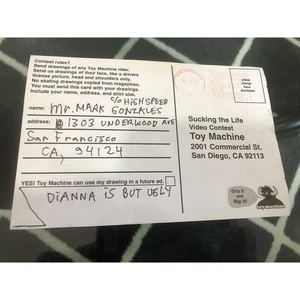 Contest rules?
Send drawings of any Toy Machine rider.
Send us drawings of their face, like a drivers
license picture, head and shoulders only.
No skating drawings copied from magazines.
You must send this card with your drawings.
Include your name, address, and shirt size.
c/o HIGHSPEED
name: Mr. MARK GONZALES
address: 1303 UNDERWOOD AVE
San Francisco
CA, 94124
YES! Toy Machine can use my drawing in a future ad.
DIANNA IS BUT UGLY
Sucking the Life
Video Contest
Toy Machine
2001 Commercial St.
San Diego, CA 92113
Grip it
and
Rip it!
toy machine